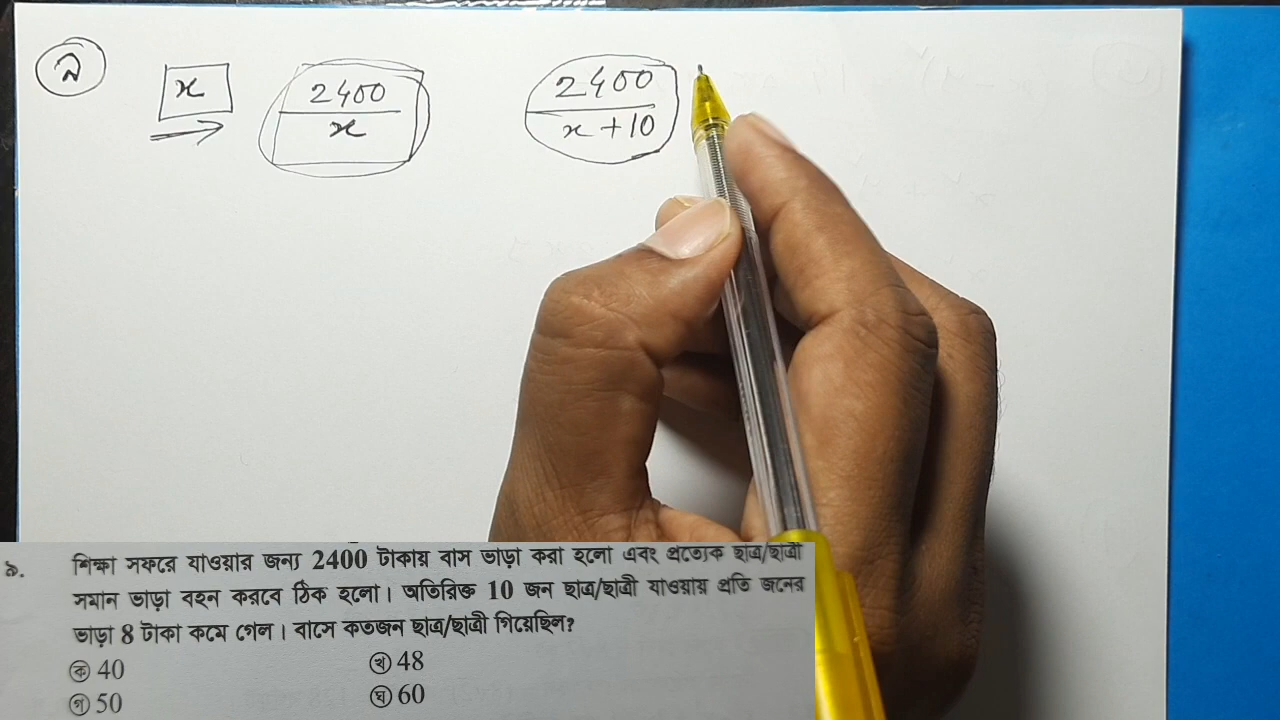 ৯
x
2400
x
2400
x + 10
৯. শিক্ষা সফরে যাওয়ার জন্য 2400 টাকায় বাস ভাড়া করা হলো এবং প্রত্যেক ছাত্র/ছাত্রী
সমান ভাড়া বহন করবে ঠিক হলো। অতিরিক্ত 10 জন ছাত্র/ছাত্রী যাওয়ায় প্রতি জনের
ভাড়া 8 টাকা কমে গেল। বাসে কতজন ছাত্র/ছাত্রী গিয়েছিল?
ক 40 খ 48
গ 50 ঘ 60